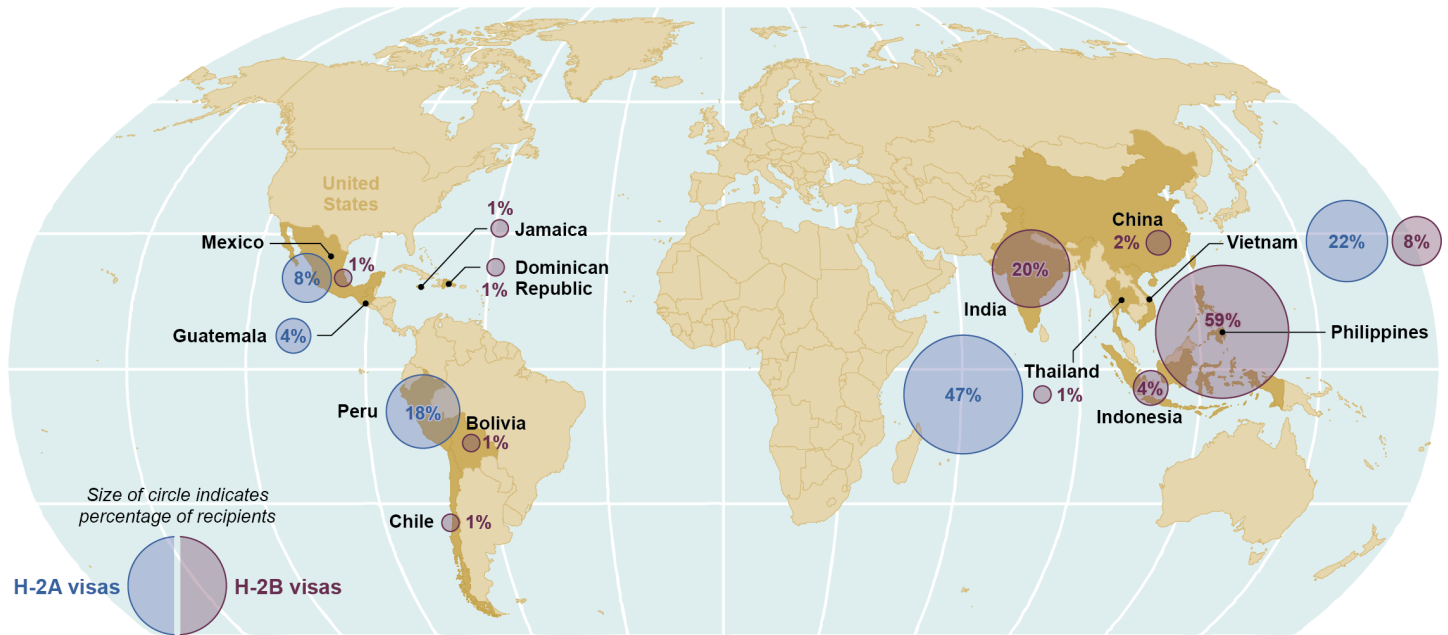 United
States
1%
Jamaica
Mexico
1%
8%
Dominican
Republic
1%
Guatemala
4%
Peru
18%
Bolivia
1%
Chile
1%
China
2%
Vietnam
22%
8%
20%
India
59%
Philippines
Thailand
47%
1%
4%
Indonesia
Size of circle indicates
percentage of recipients
H-2A visas
H-2B visas